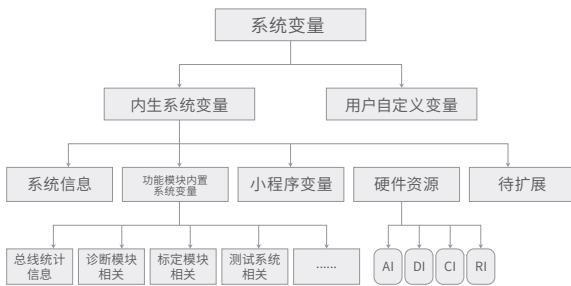 系统变量
内生系统变量
用户自定义变量
系统信息
功能模块内置
系统变量
小程序变量
硬件资源
待扩展
总线统计
信息
诊断模块
相关
标定模块
相关
测试系统
相关
......
AI
DI
CI
RI